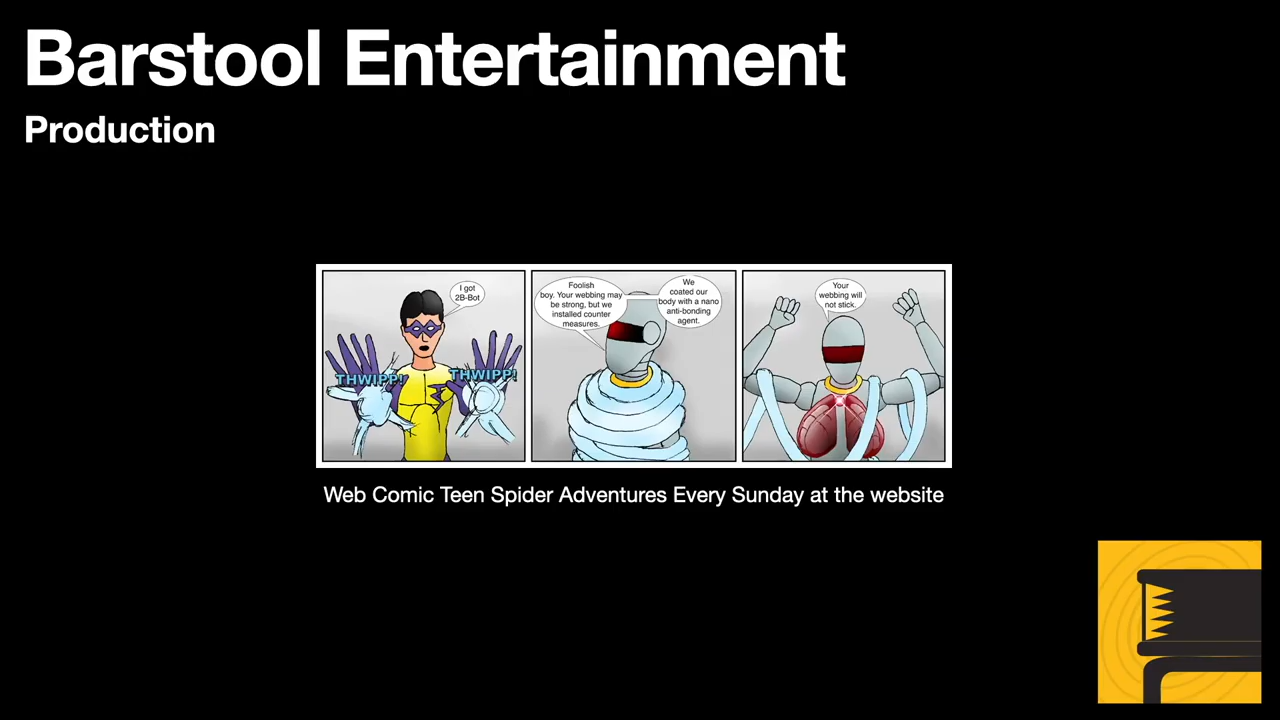 Barstool Entertainment
Production
I got
2B-Bot
THWIPP!
THWIPP!
Foolish
boy. Your webbing may
be strong, but we
installed counter
measures.
We
coated our
body with a nano
anti-bonding
agent.
Your
webbing will
not stick.
Web Comic Teen Spider Adventures Every Sunday at the website